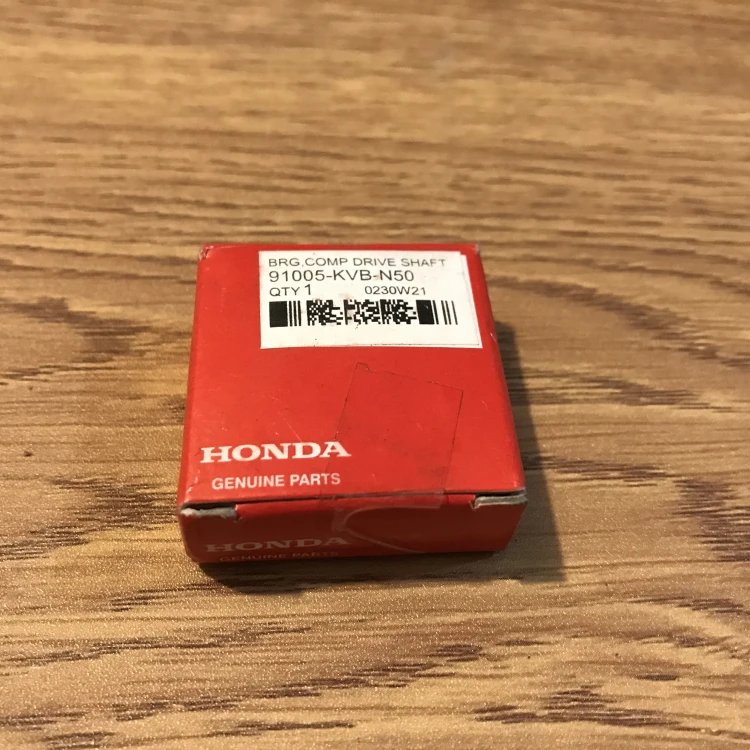 BRG,COMP DRIVE SHAFT
91005-KVB-N50
QTY 1 0230W21
HONDA
GENUINE PARTS
HONDA
GENUINE PARTS